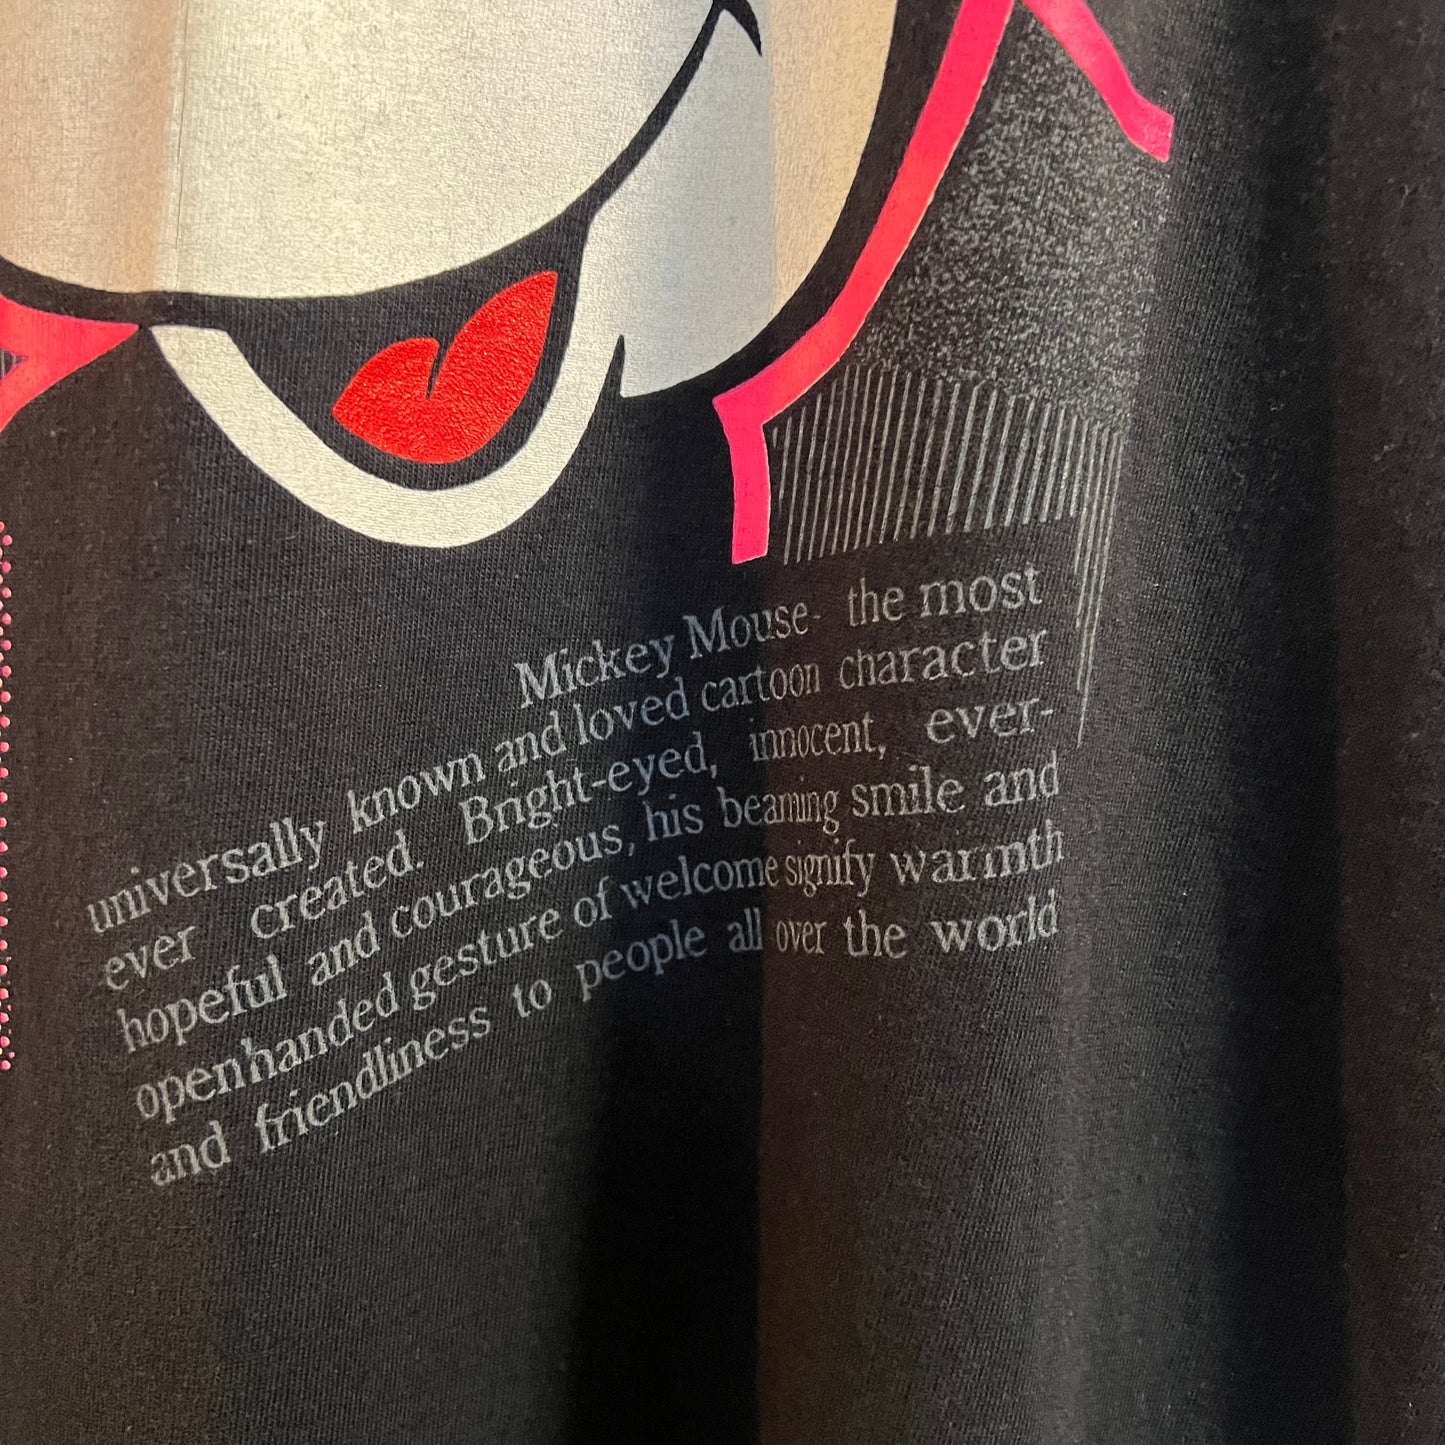 Mickey Mouse- the most
universally known and loved cartoon character
ever created. Bright-eyed, innocent, ever-
hopeful and courageous, his beaming smile and
openhanded gesture of welcome signify warmth
and friendliness to people all over the world